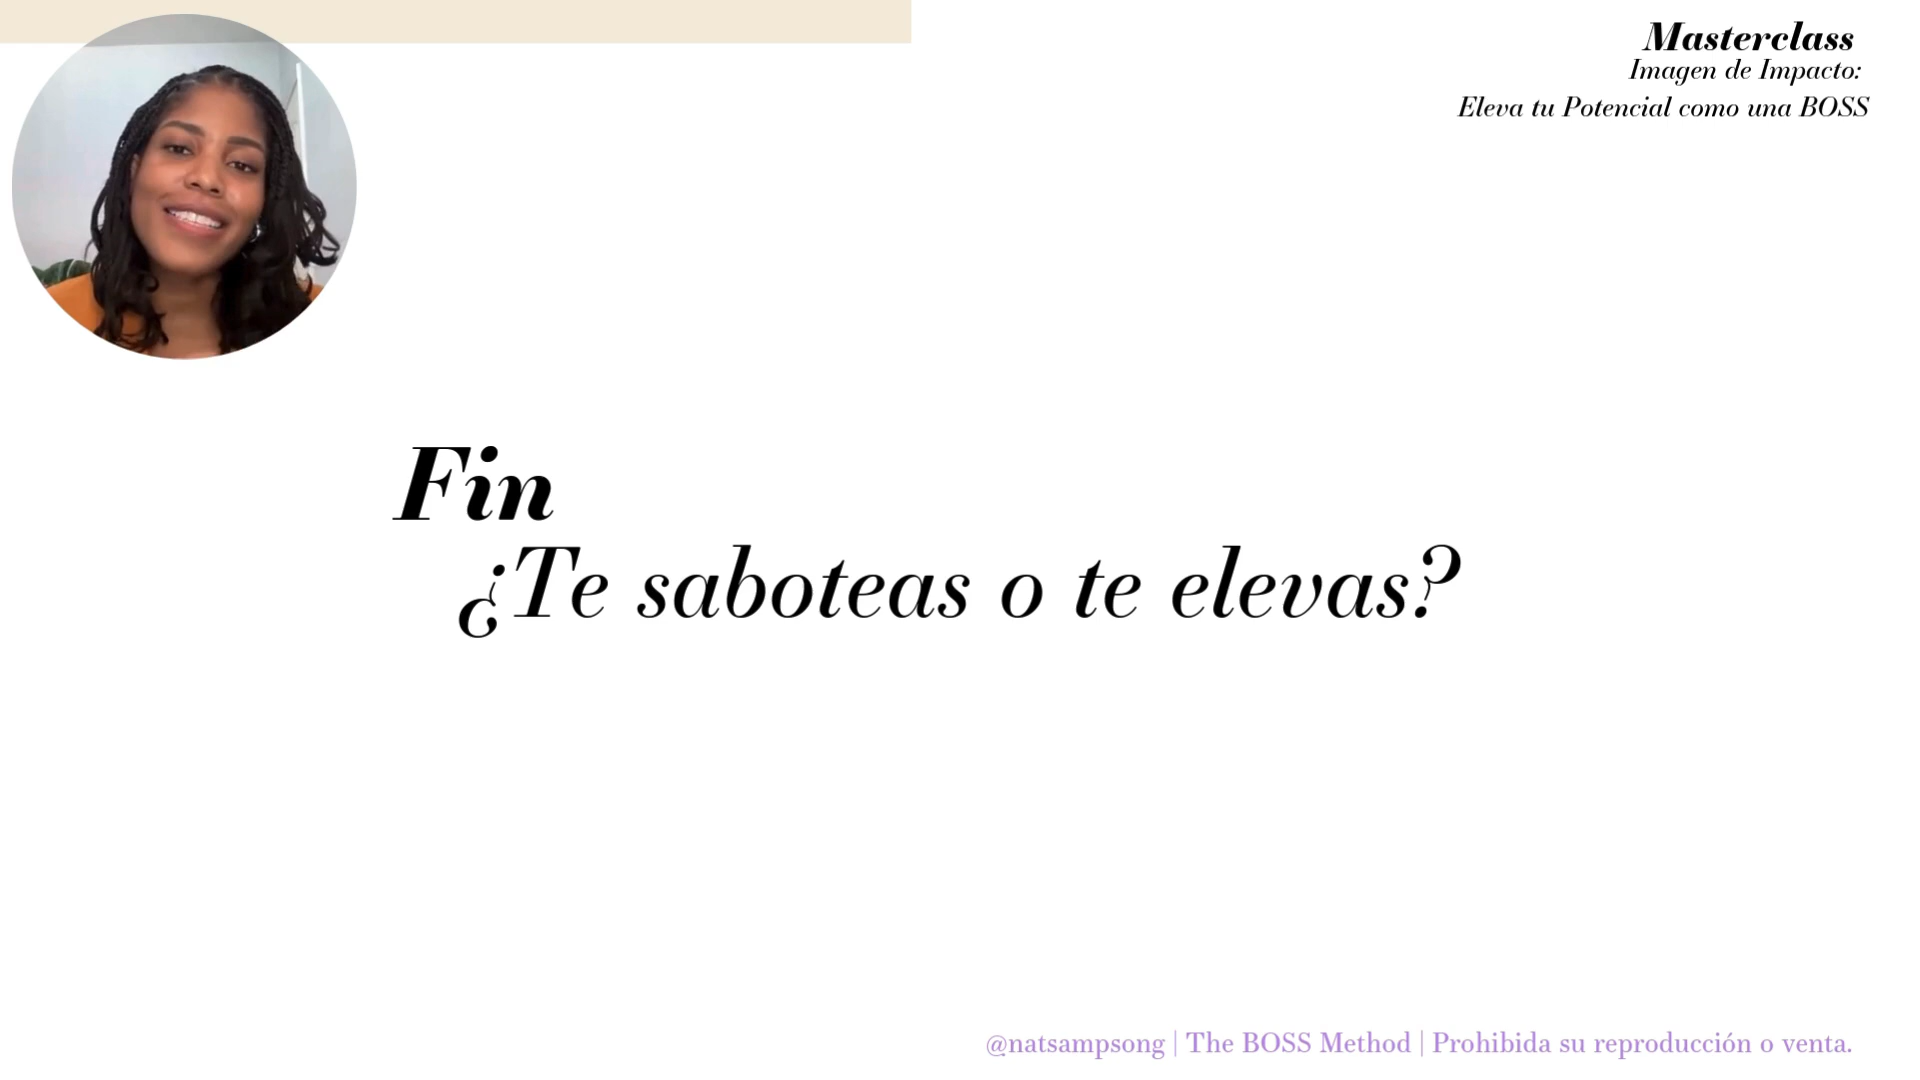 Masterclass
Imagen de Impacto:
Eleva tu Potencial como una BOSS
Fin
¿Te saboteas o te elevas?
@natsampsong | The BOSS Method | Prohibida su reproducción o venta.